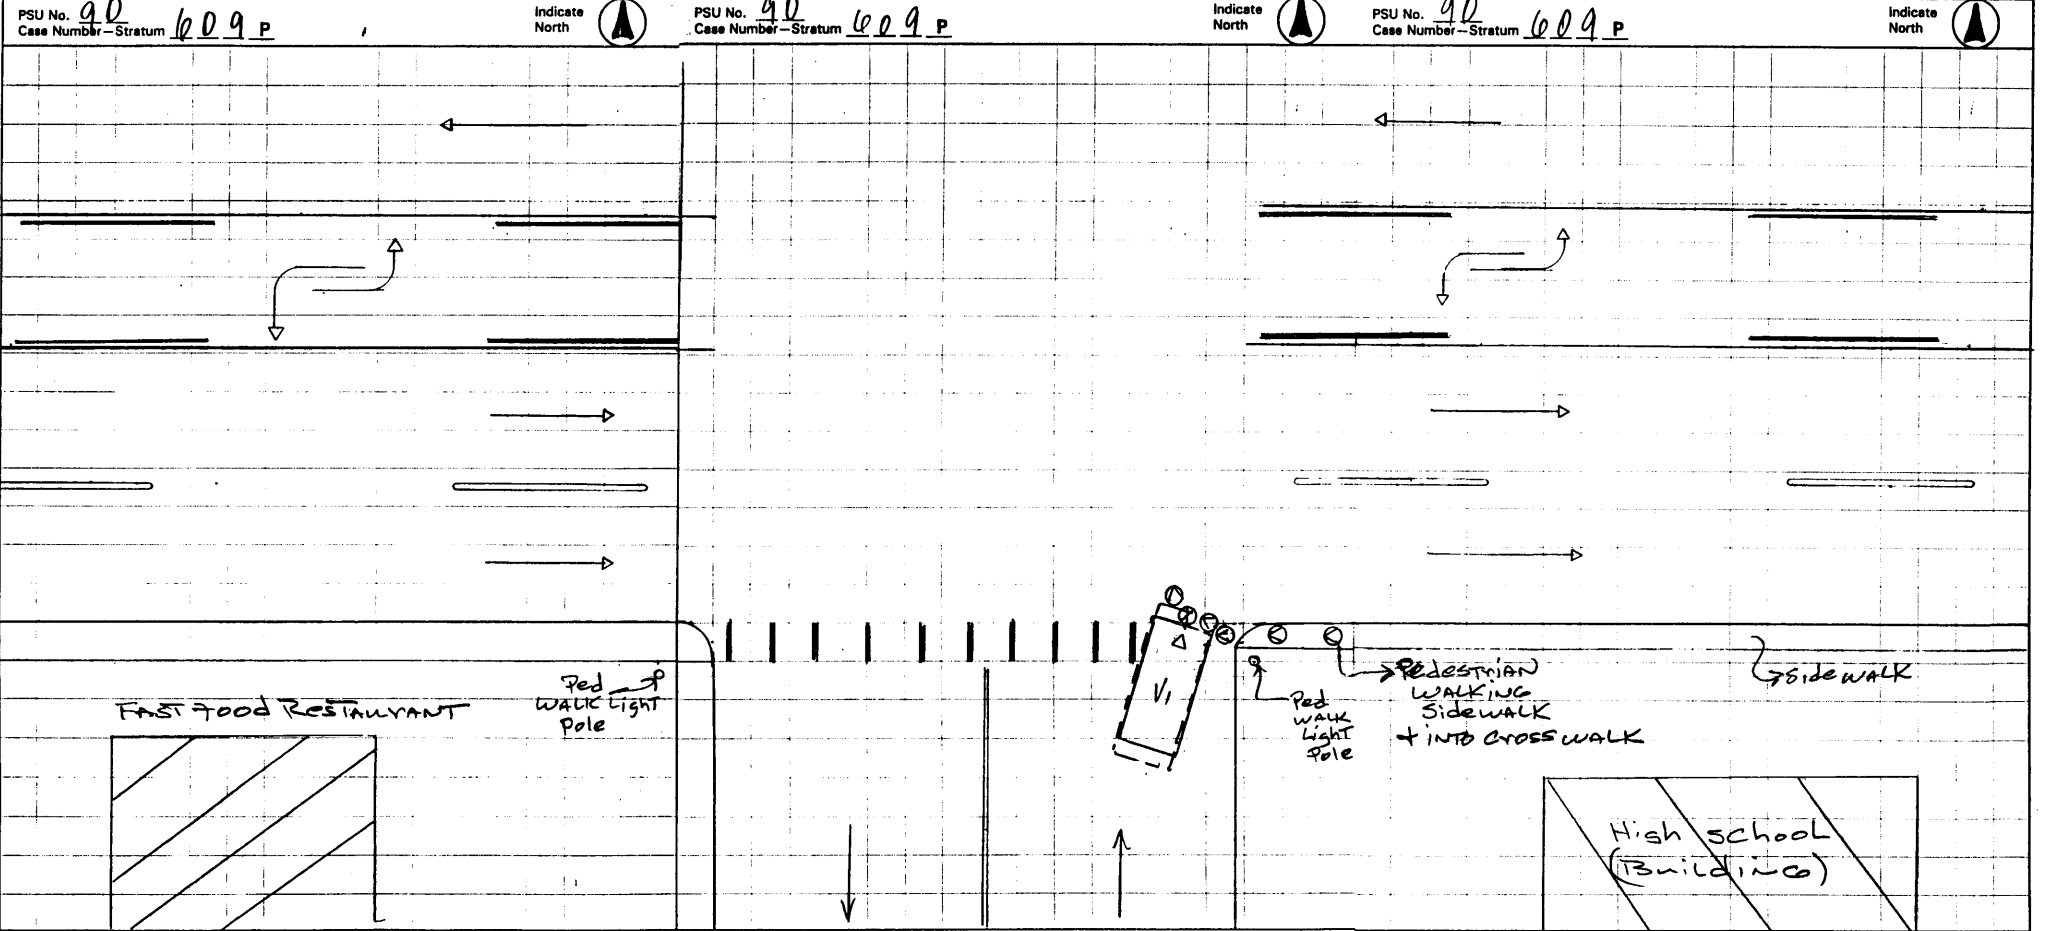 PSU No. 90
Case Number—Stratum 609 P
Indicate
North
PSU No. 90
Case Number—Stratum 609 P
Indicate
North
PSU No. 90
Case Number—Stratum 609 P
Indicate
North
Ped
WALK Light
Pole
FAST FOOD RESTAURANT
V1
Ped
WALK
Light
Pole
PEDESTRIAN
WALKING
SIDEWALK
+ INTO CROSSWALK
SIDEWALK
High school
(Building)